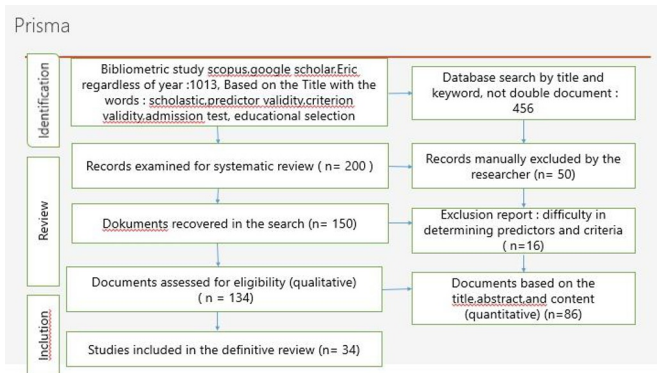 Prisma
Identification
Bibliometric study scopus,google scholar,Eric
regardless of year :1013, Based on the Title with the
words : scholastic,predictor validity,criterion
validity,admission test, educational selection
Database search by title and
keyword, not double document :
456
Review
Records examined for systematic review ( n= 200 )
Records manually excluded by the
researcher (n= 50)
Dokuments recovered in the search (n= 150)
Exclusion report : difficulty in
determining predictors and criteria
( n=16)
Documents assessed for eligibility (qualitative)
( n = 134)
Documents based on the
title,abstract,and content
(quantitative) (n=86)
Inclution
Studies included in the definitive review (n= 34)